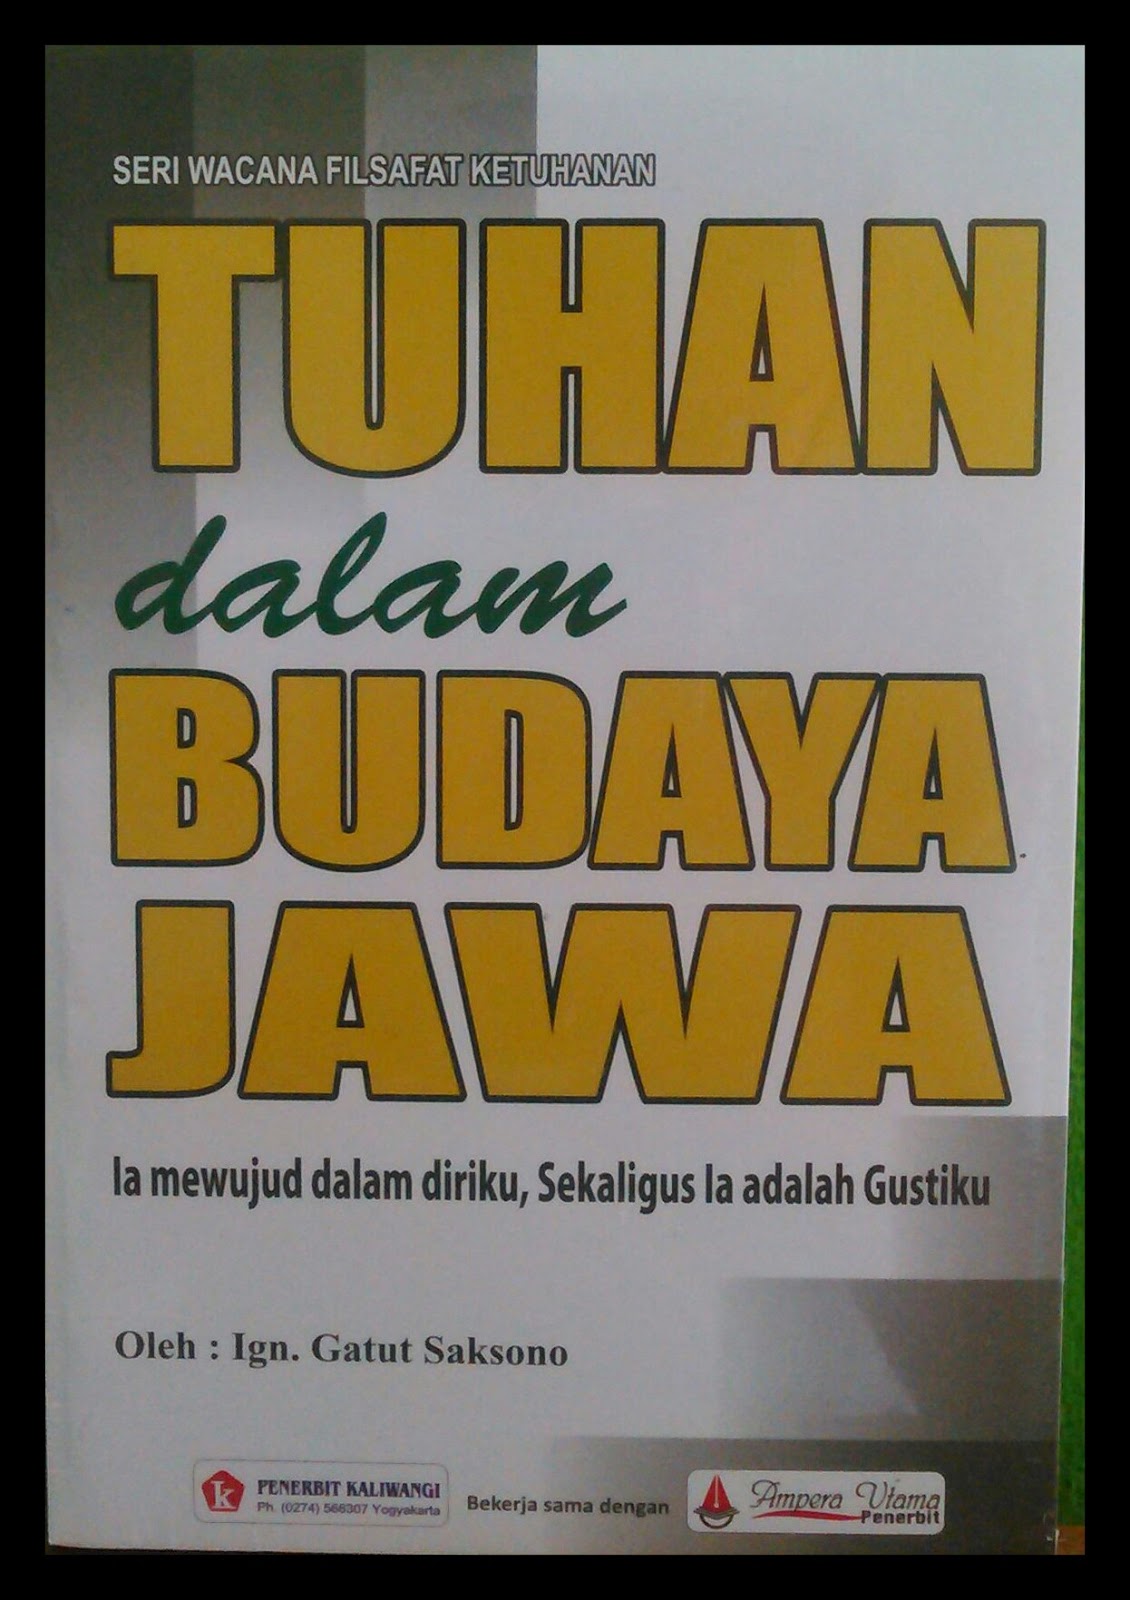 SERI WACANA FILSAFAT KETUHANAN
TUHAN
dalam
BUDAYA
JAWA
Ia mewujud dalam diriku, Sekaligus Ia adalah Gustiku
Oleh : Ign. Gatut Saksono
k
PENERBIT KALIWANGI
Ph. (0274) 566307 Yogyakarta
Bekerja sama dengan
Ampera Utama
Penerbit